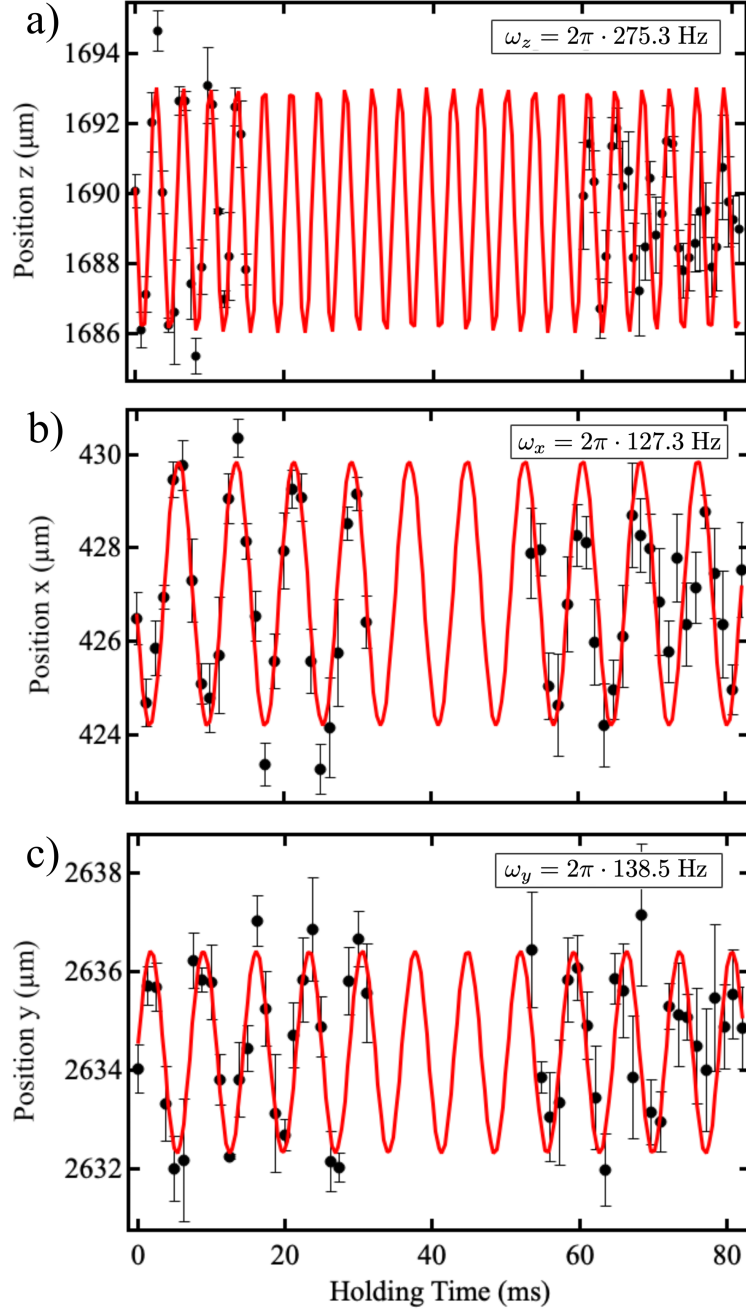 a)
ω_z = 2π · 275.3 Hz
1694
1692
1690
1688
1686
Position z (μm)
b)
ω_x = 2π · 127.3 Hz
430
428
426
424
Position x (μm)
c)
ω_y = 2π · 138.5 Hz
2638
2636
2634
2632
Position y (μm)
0 20 40 60 80
Holding Time (ms)